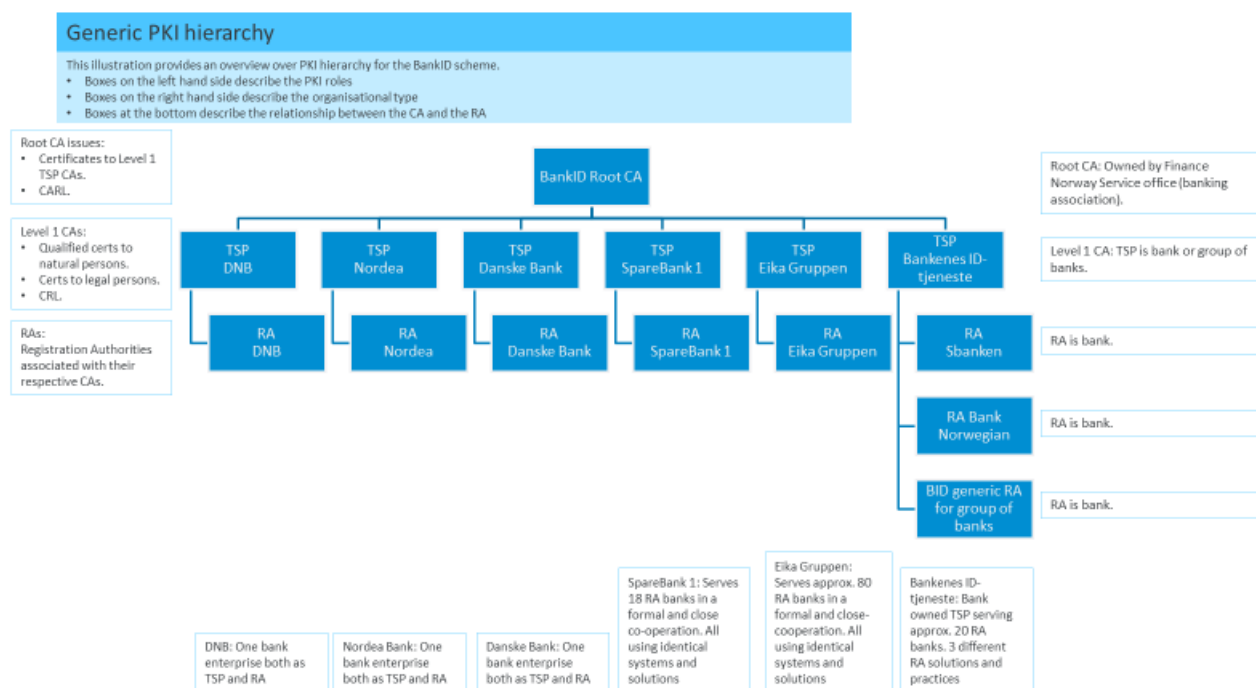 Generic PKI hierarchy
This illustration provides an overview over PKI hierarchy for the BankID scheme.
• Boxes on the left hand side describe the PKI roles
• Boxes on the right hand side describe the organisational type
• Boxes at the bottom describe the relationship between the CA and the RA
Root CA issues:
• Certificates to Level 1
TSP CAs.
• CARL.
BankID Root CA
Root CA: Owned by Finance
Norway Service office (banking
association).
Level 1 CAs:
• Qualified certs to
natural persons.
• Certs to legal persons.
• CRL.
TSP
DNB
TSP
Nordea
TSP
Danske Bank
TSP
SpareBank 1
TSP
Eika Gruppen
TSP
Bankenes ID-
tjeneste
Level 1 CA: TSP is bank or group of
banks.
RAs:
Registration Authorities
associated with their
respective CAs.
RA
DNB
RA
Nordea
RA
Danske Bank
RA
SpareBank 1
RA
Eika Gruppen
RA
Sbanken
RA is bank.
RA Bank
Norwegian
RA is bank.
BID generic RA
for group of
banks
RA is bank.
DNB: One bank
enterprise both as
TSP and RA
Nordea Bank: One
bank enterprise
both as TSP and RA
Danske Bank: One
bank enterprise
both as TSP and RA
SpareBank 1: Serves
18 RA banks in a
formal and close
co-operation. All
using identical
systems and
solutions
Eika Gruppen:
Serves approx. 80
RA banks in a
formal and close-
cooperation. All
using identical
systems and
solutions
Bankenes ID-
tjeneste: Bank
owned TSP serving
approx. 20 RA
banks. 3 different
RA solutions and
practices